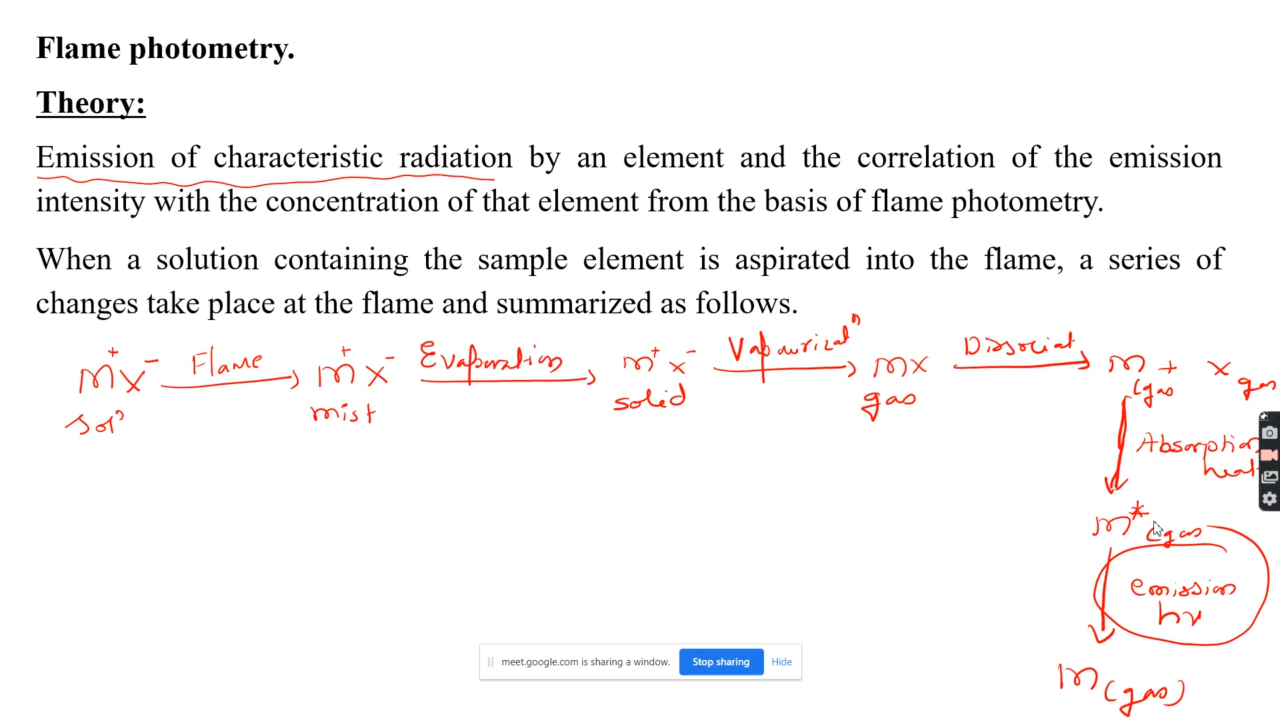 Flame photometry.
Theory:
Emission of characteristic radiation by an element and the correlation of the emission
intensity with the concentration of that element from the basis of flame photometry.
When a solution containing the sample element is aspirated into the flame, a series of
changes take place at the flame and summarized as follows.
M⁺X⁻ Flame M⁺X⁻ Evaporation M⁺X⁻ Vapourizatⁿ MX Dissociat M + X
solⁿ mist solid gas (gas gas
Absorption
heat
M* (gas
emission
hν
M (gas)
meet.google.com is sharing a window. Stop sharing Hide